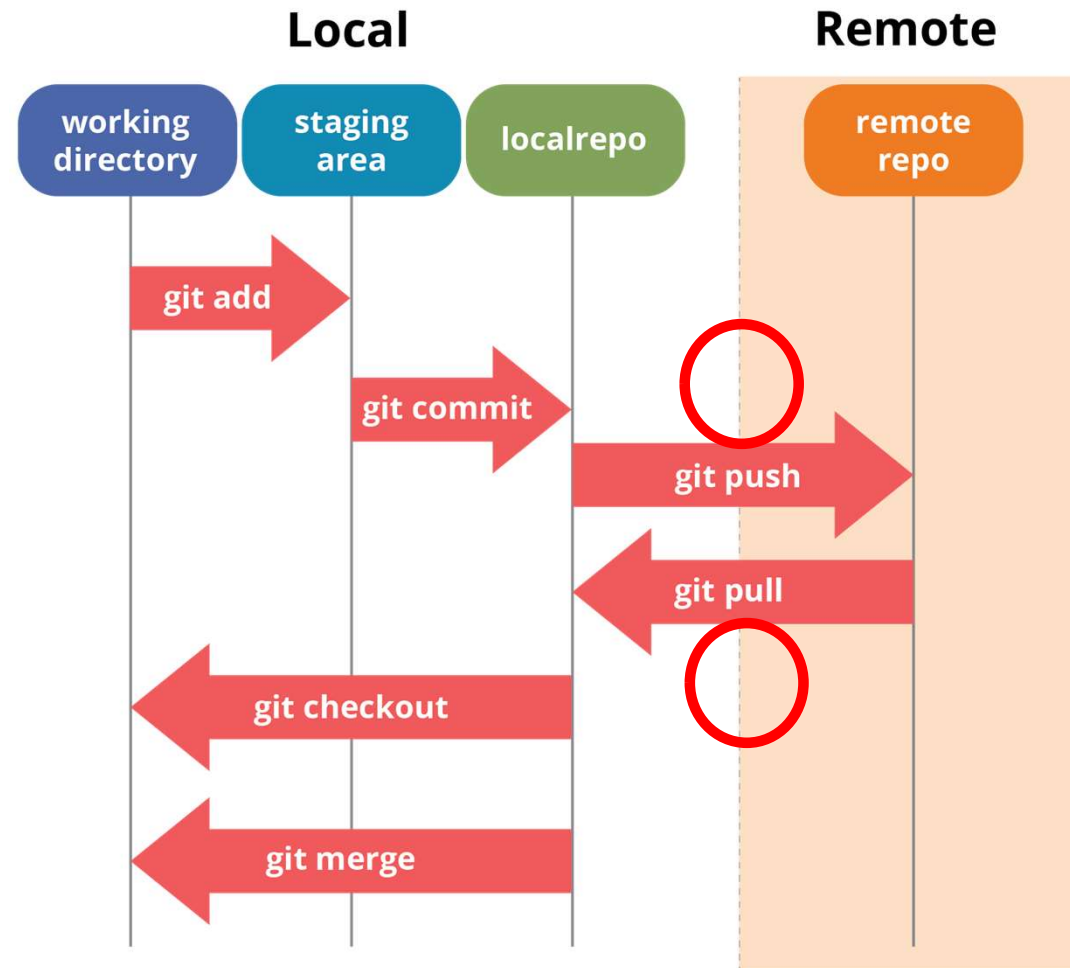 Local
Remote
working
directory
staging
area
localrepo
remote
repo
git add
git commit
git push
git pull
git checkout
git merge